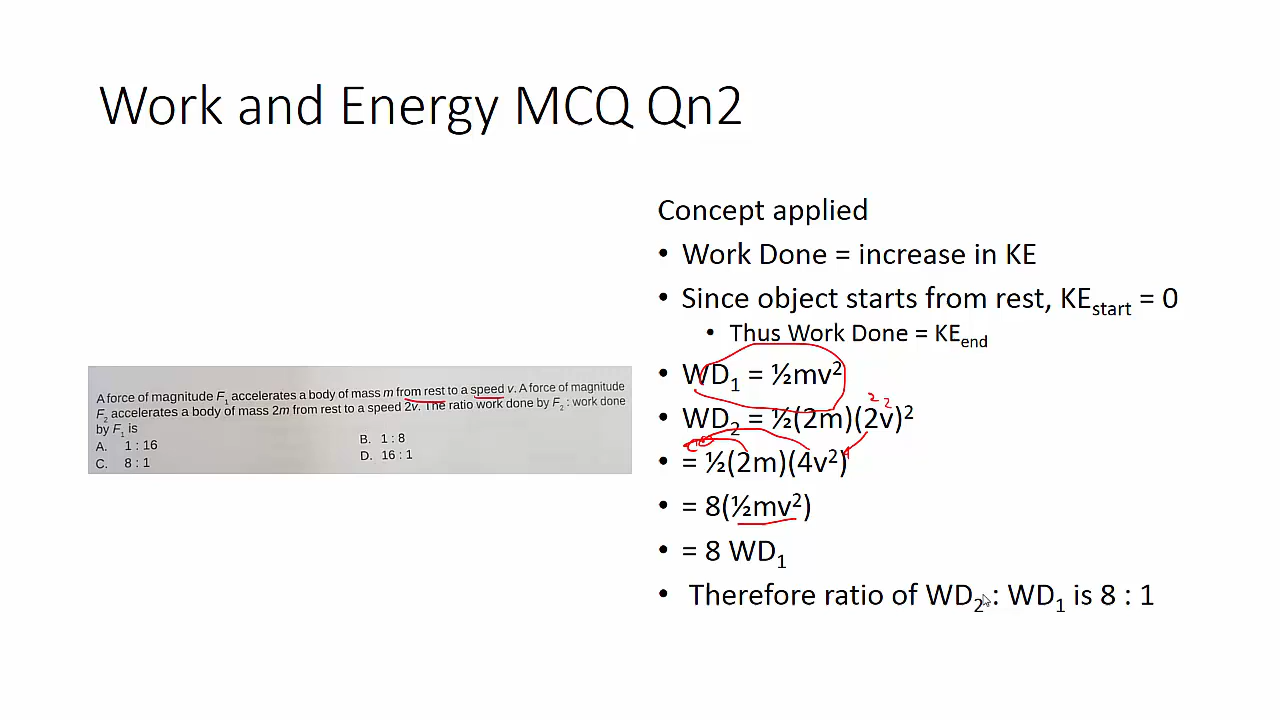 Work and Energy MCQ Qn2
A force of magnitude F₁ accelerates a body of mass m from rest to a speed v. A force of magnitude
F₂ accelerates a body of mass 2m from rest to a speed 2v. The ratio work done by F₂ : work done
by F₁ is
A. 1 : 16
B. 1 : 8
C. 8 : 1
D. 16 : 1
Concept applied
• Work Done = increase in KE
• Since object starts from rest, KEstart = 0
• Thus Work Done = KEend
• WD₁ = ½mv²
2 2
• WD₂ = ½(2m)(2v)²
• = ½(2m)(4v²)
• = 8(½mv²)
• = 8 WD₁
• Therefore ratio of WD₂ : WD₁ is 8 : 1